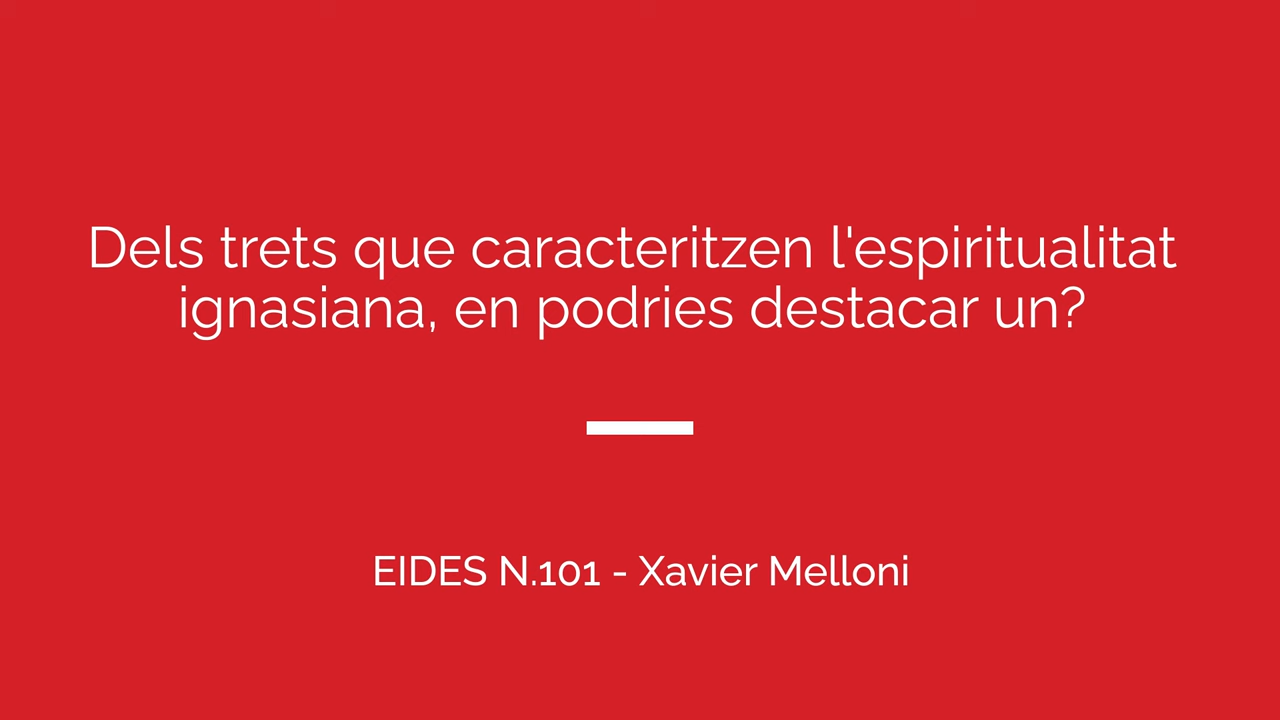 Dels trets que caracteritzen l'espiritualitat
ignasiana, en podries destacar un?
EIDES N.101 - Xavier Melloni